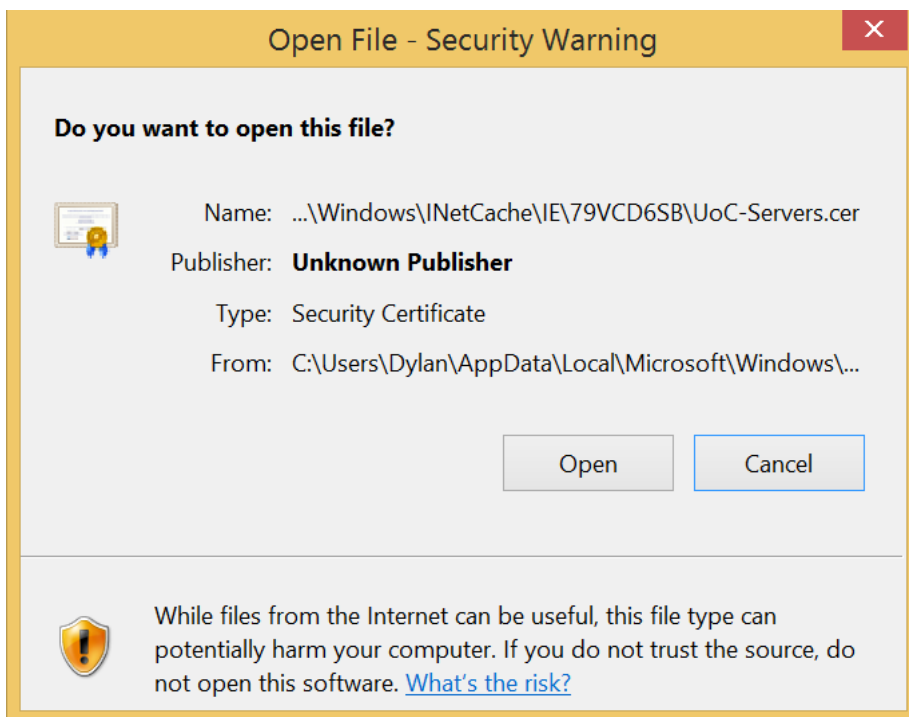 Open File - Security Warning
Do you want to open this file?
Name: ...\Windows\INetCache\IE\79VCD6SB\UoC-Servers.cer
Publisher: Unknown Publisher
Type: Security Certificate
From: C:\Users\Dylan\AppData\Local\Microsoft\Windows\...
Open Cancel
While files from the Internet can be useful, this file type can
potentially harm your computer. If you do not trust the source, do
not open this software. What's the risk?